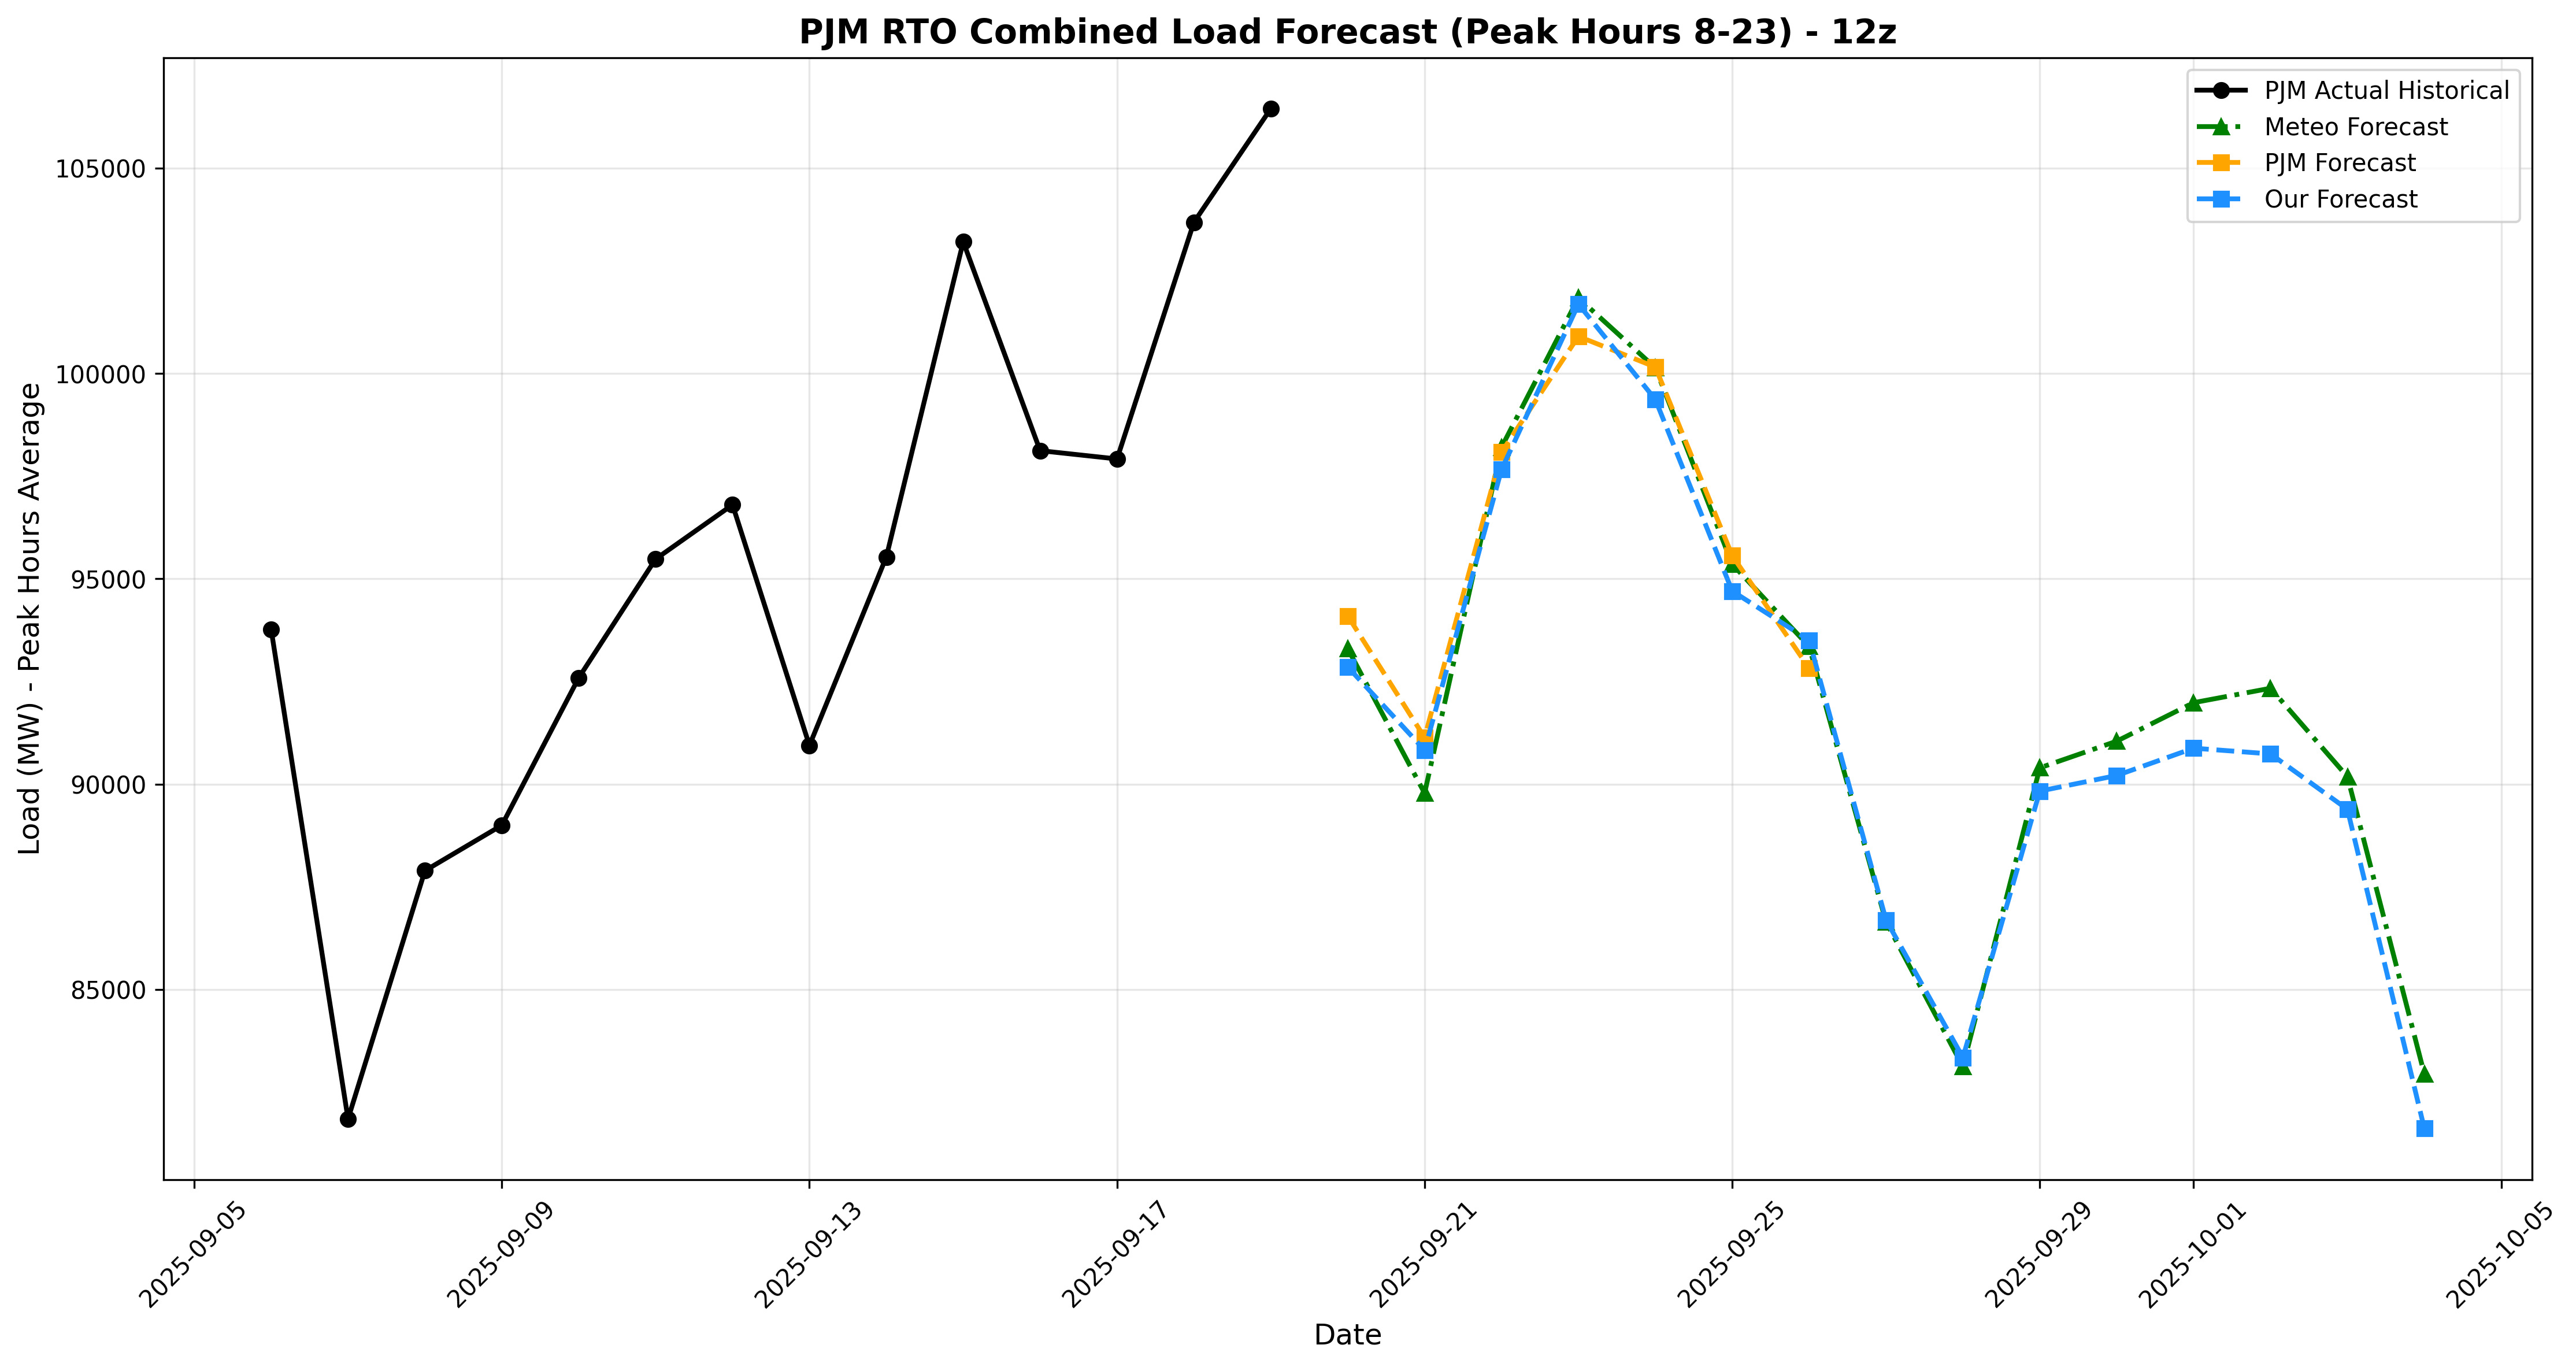 PJM RTO Combined Load Forecast (Peak Hours 8-23) - 12z
PJM Actual Historical
Meteo Forecast
PJM Forecast
Our Forecast
Load (MW) - Peak Hours Average
105000
100000
95000
90000
85000
2025-09-05
2025-09-09
2025-09-13
2025-09-17
2025-09-21
2025-09-25
2025-09-29
2025-10-01
2025-10-05
Date